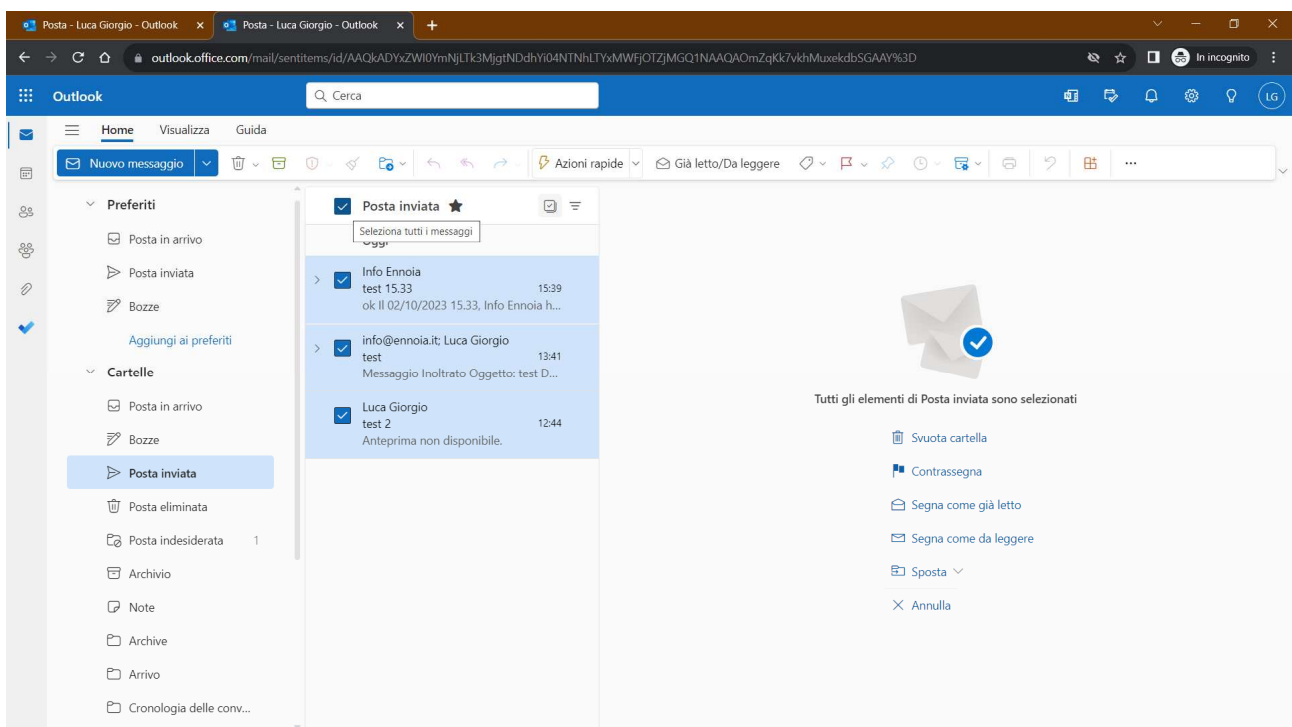 Posta - Luca Giorgio - Outlook
Posta - Luca Giorgio - Outlook
outlook.office.com/mail/sentitems/id/AAQkADYxZWI0YmNjLTk3MjgtNDdhYi04NTNhLTYxMWFjOTZjMGQ1NAAQAOmZqKk7vkhMuxekdbSGAAY%3D
In incognito
Outlook
Cerca
LG
Home Visualizza Guida
Nuovo messaggio
Azioni rapide
Già letto/Da leggere
Preferiti
Posta in arrivo
Posta inviata
Bozze
Aggiungi ai preferiti
Cartelle
Posta in arrivo
Bozze
Posta inviata
Posta eliminata
Posta indesiderata 1
Archivio
Note
Archive
Arrivo
Cronologia delle conv...
Posta inviata
Seleziona tutti i messaggi
Oggi
Info Ennoia
test 15.33 15:39
ok Il 02/10/2023 15.33, Info Ennoia h...
info@ennoia.it; Luca Giorgio
test 13:41
Messaggio Inoltrato Oggetto: test D...
Luca Giorgio
test 2 12:44
Anteprima non disponibile.
Tutti gli elementi di Posta inviata sono selezionati
Svuota cartella
Contrassegna
Segna come già letto
Segna come da leggere
Sposta
Annulla